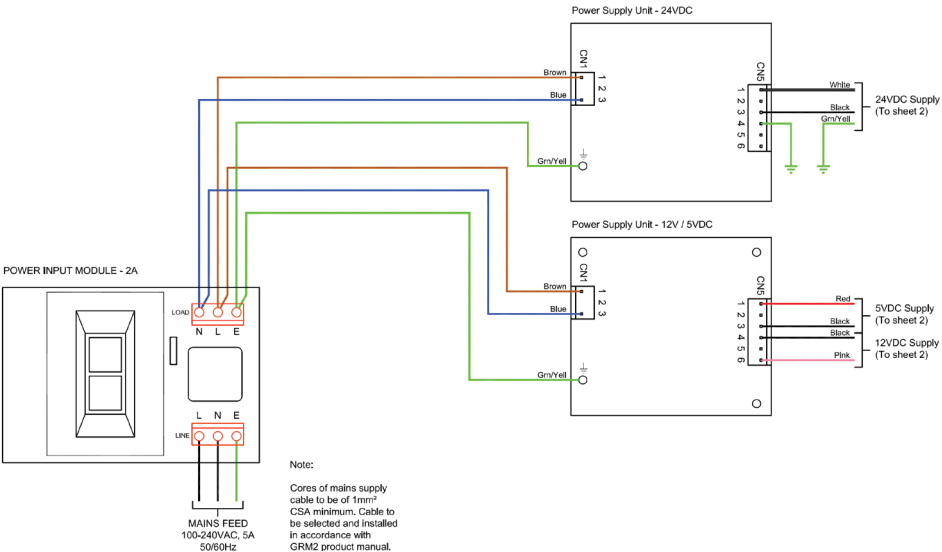 Power Supply Unit - 24VDC
CN1
Brown
1
2
Blue
3
CN5
1
White
2
3
Black
4
Grn/Yell
5
6
24VDC Supply
(To sheet 2)
Grn/Yell
Power Supply Unit - 12V / 5VDC
CN1
Brown
1
2
Blue
3
CN5
1
Red
2
3
Black
4
Black
5
6
Pink
5VDC Supply
(To sheet 2)
12VDC Supply
(To sheet 2)
Grn/Yell
POWER INPUT MODULE - 2A
LOAD
N L E
L N E
LINE
MAINS FEED
100-240VAC, 5A
50/60Hz
Note:
Cores of mains supply
cable to be of 1mm²
CSA minimum. Cable to
be selected and installed
in accordance with
GRM2 product manual.